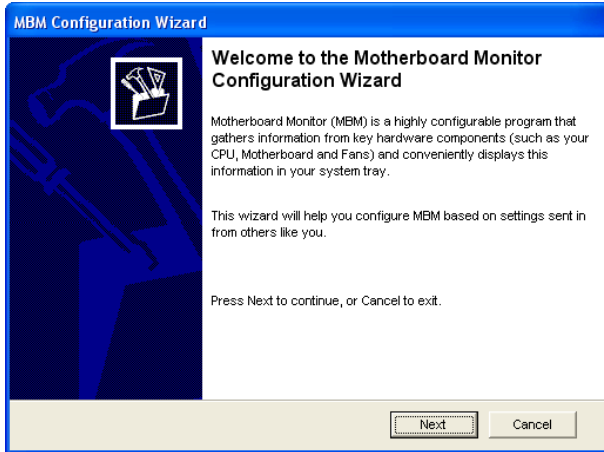 MBM Configuration Wizard
Welcome to the Motherboard Monitor
Configuration Wizard
Motherboard Monitor (MBM) is a highly configurable program that
gathers information from key hardware components (such as your
CPU, Motherboard and Fans) and conveniently displays this
information in your system tray.
This wizard will help you configure MBM based on settings sent in
from others like you.
Press Next to continue, or Cancel to exit.
Next Cancel